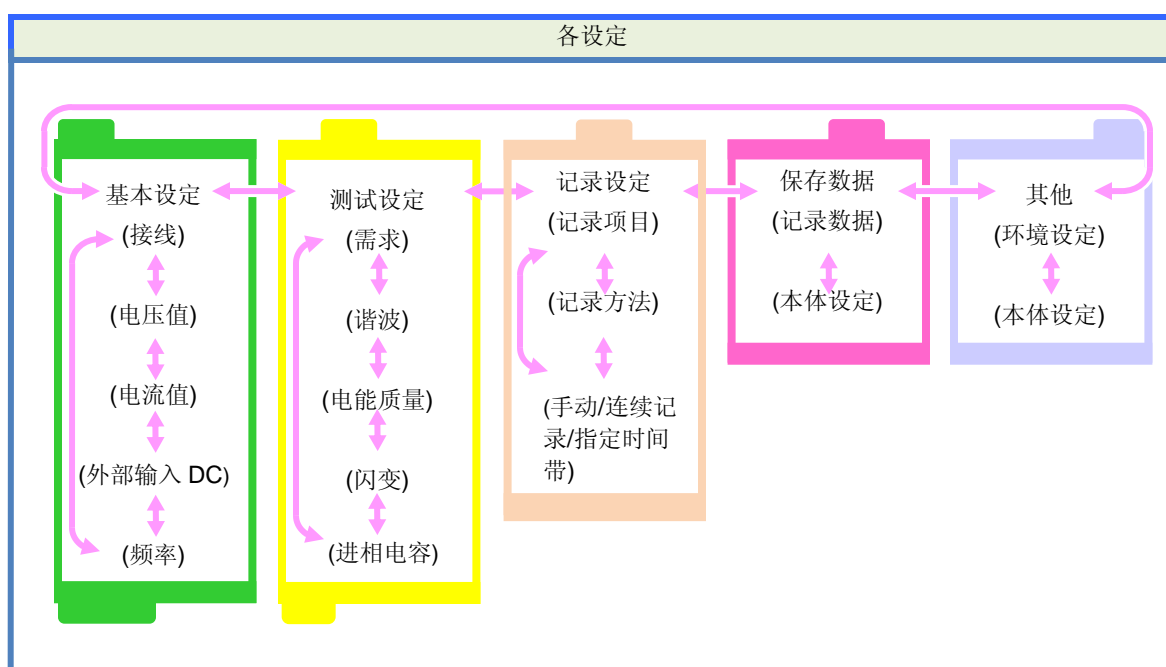 各设定
基本设定
(接线)
(电压值)
(电流值)
(外部输入 DC)
(频率)
测试设定
(需求)
(谐波)
(电能质量)
(闪变)
(进相电容)
记录设定
(记录项目)
(记录方法)
(手动/连续记
录/指定时间
带)
保存数据
(记录数据)
(本体设定)
其他
(环境设定)
(本体设定)